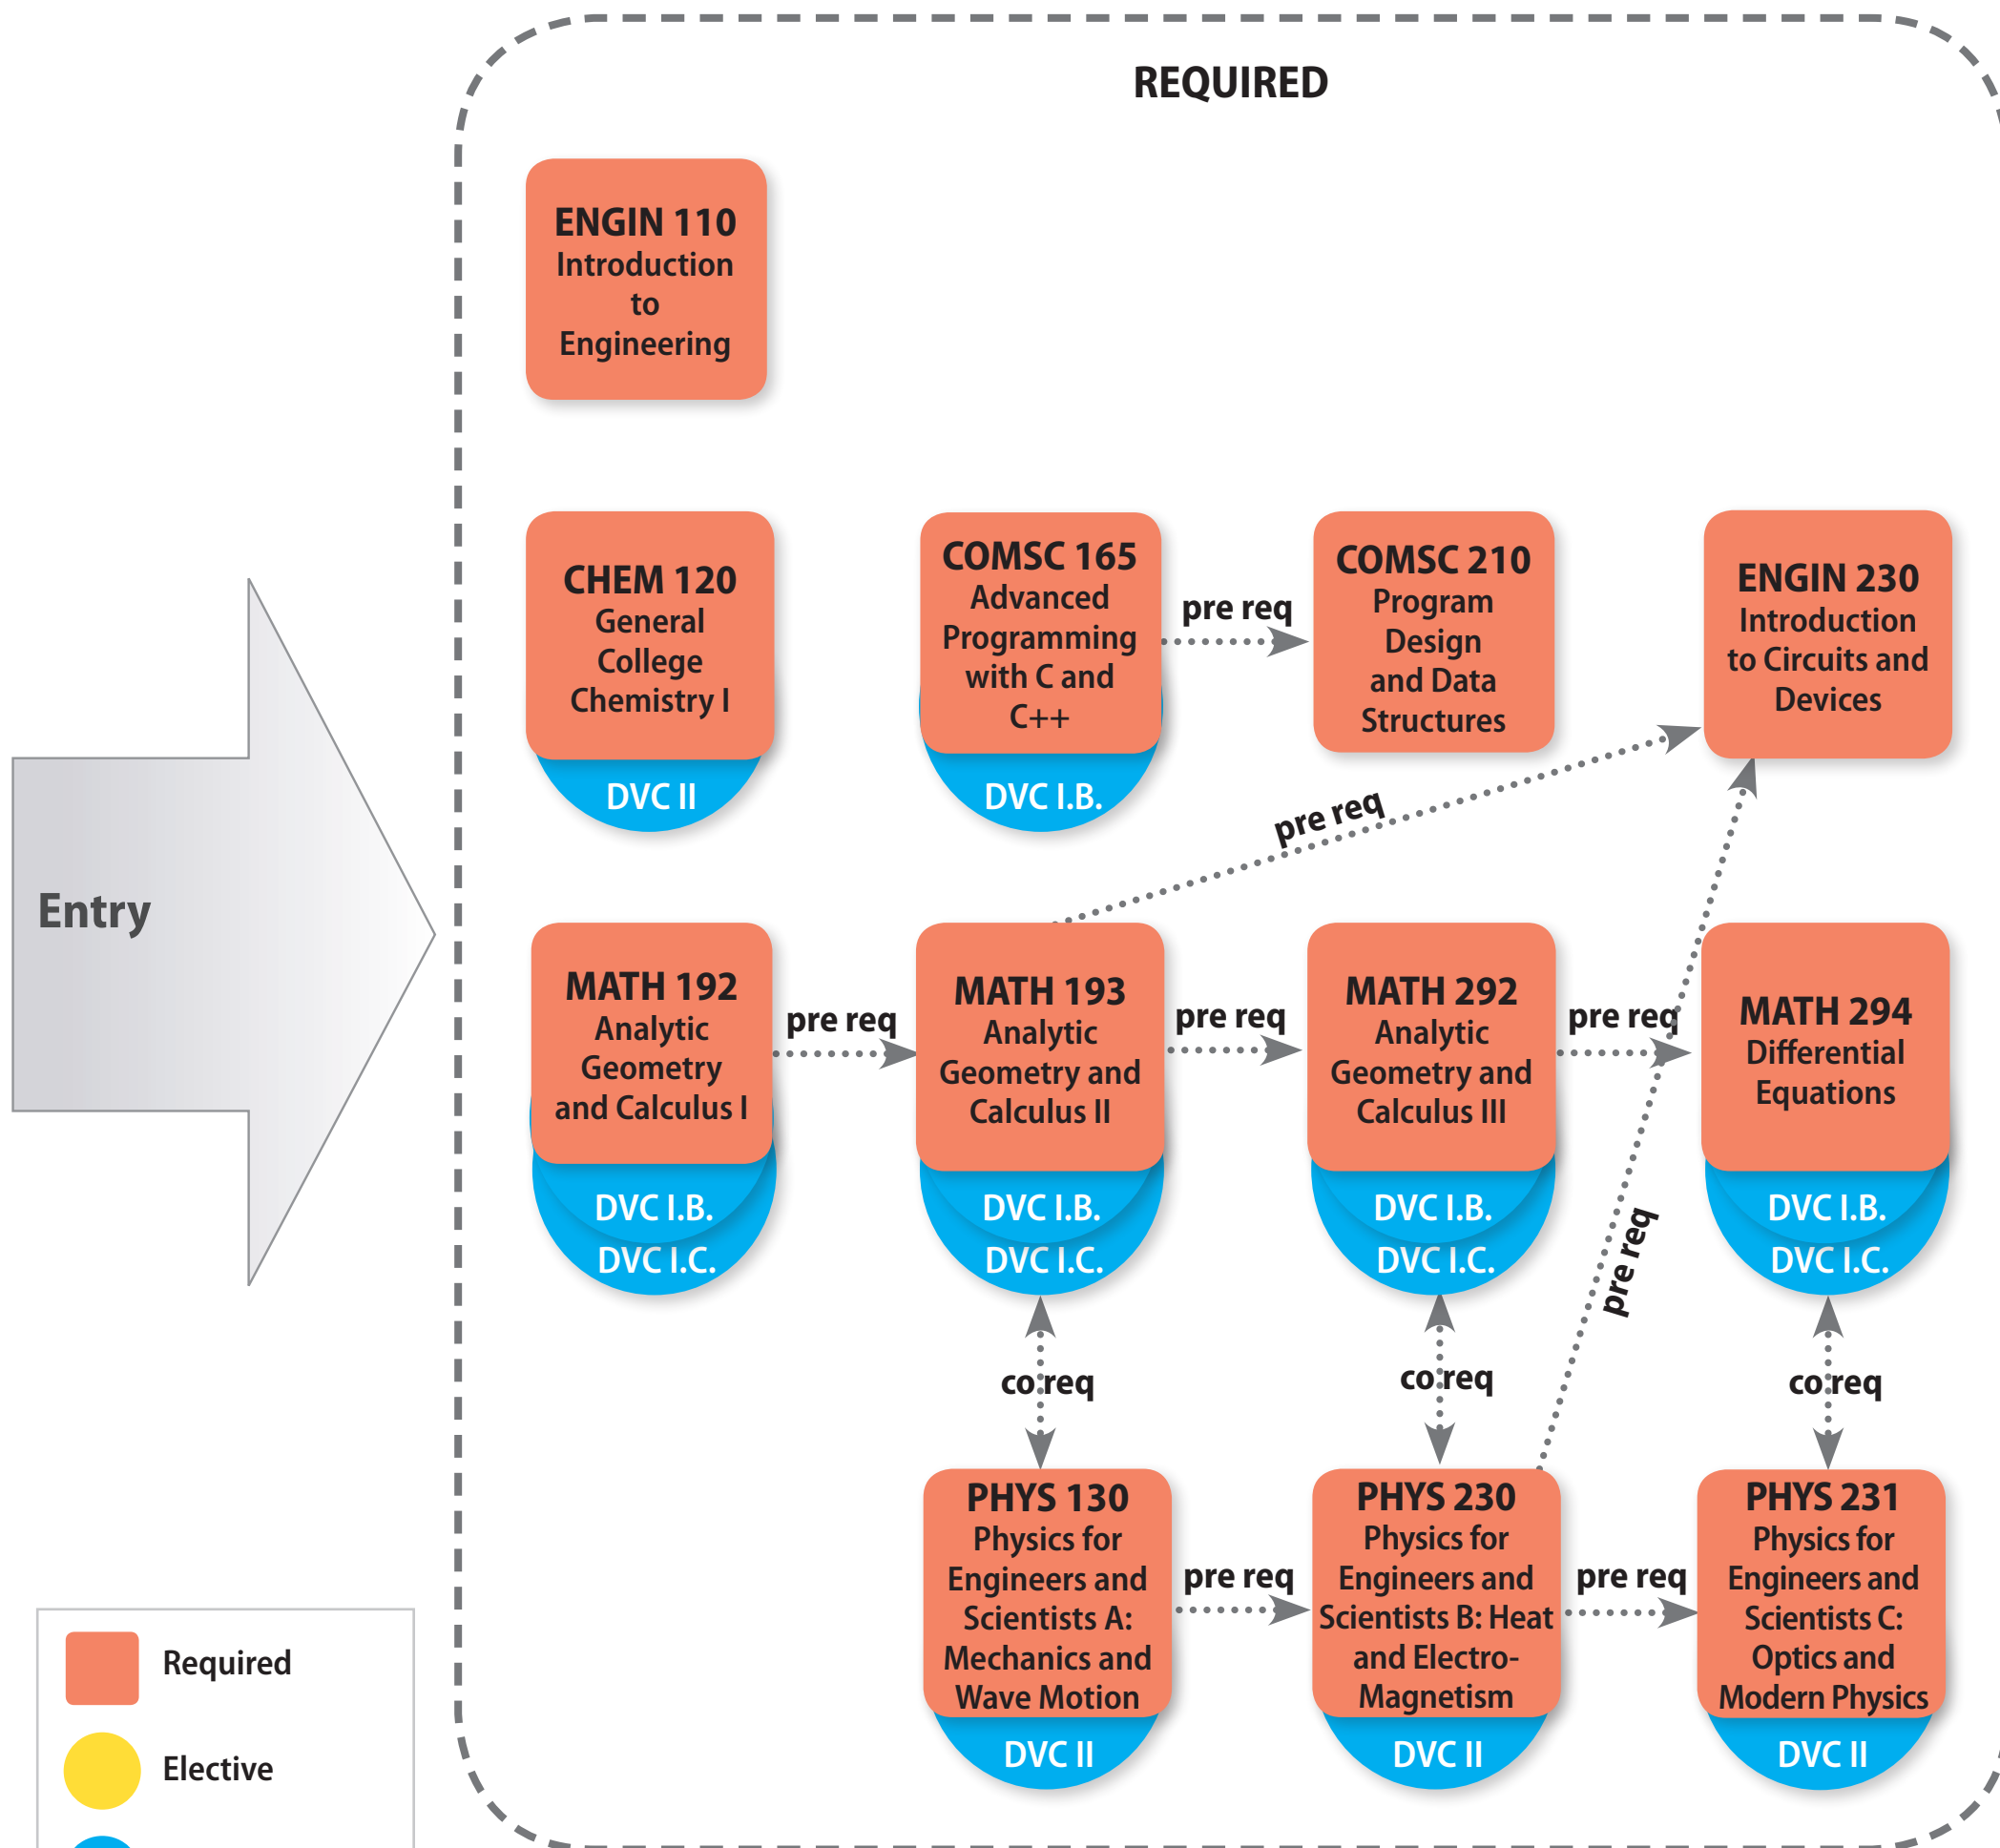 REQUIRED
ENGIN 110
Introduction
to
Engineering
CHEM 120
General
College
Chemistry I
DVC II
COMSC 165
Advanced
Programming
with C and
C++
DVC I.B.
pre req
COMSC 210
Program
Design
and Data
Structures
ENGIN 230
Introduction
to Circuits and
Devices
pre req
Entry
MATH 192
Analytic
Geometry
and Calculus I
DVC I.B.
DVC I.C.
pre req
MATH 193
Analytic
Geometry and
Calculus II
DVC I.B.
DVC I.C.
pre req
MATH 292
Analytic
Geometry and
Calculus III
DVC I.B.
DVC I.C.
pre req
MATH 294
Differential
Equations
DVC I.B.
DVC I.C.
pre req
co req
co req
co req
PHYS 130
Physics for
Engineers and
Scientists A:
Mechanics and
Wave Motion
DVC II
pre req
PHYS 230
Physics for
Engineers and
Scientists B: Heat
and Electro-
Magnetism
DVC II
pre req
PHYS 231
Physics for
Engineers and
Scientists C:
Optics and
Modern Physics
DVC II
Required
Elective